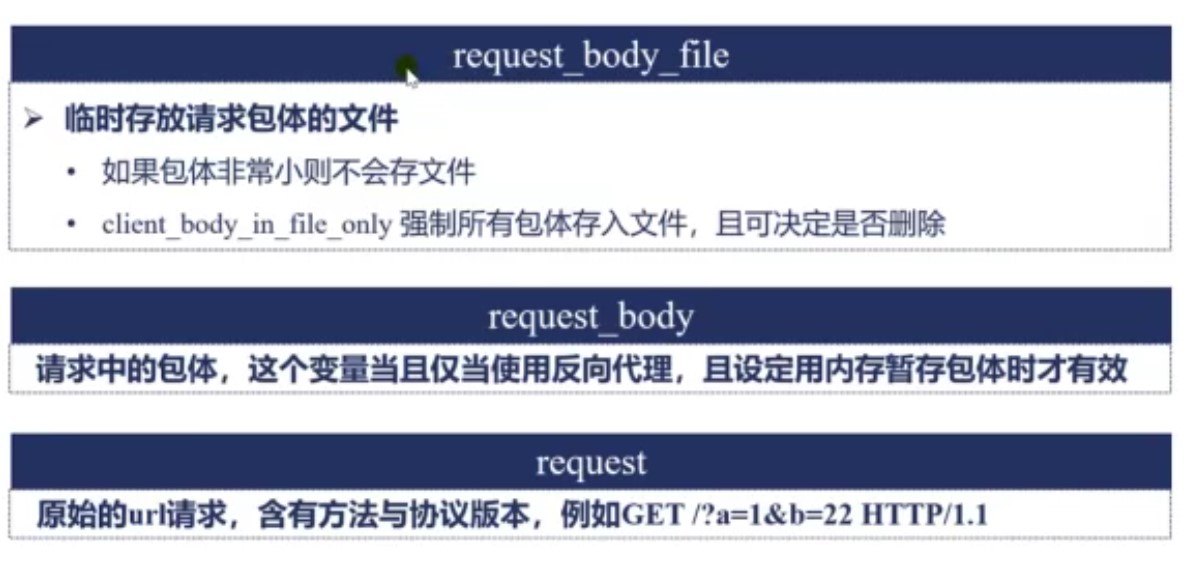 request_body_file
➢ 临时存放请求包体的文件
• 如果包体非常小则不会存文件
• client_body_in_file_only 强制所有包体存入文件，且可决定是否删除
request_body
请求中的包体，这个变量当且仅当使用反向代理，且设定用内存暂存包体时才有效
request
原始的url请求，含有方法与协议版本，例如GET /?a=1&b=22 HTTP/1.1